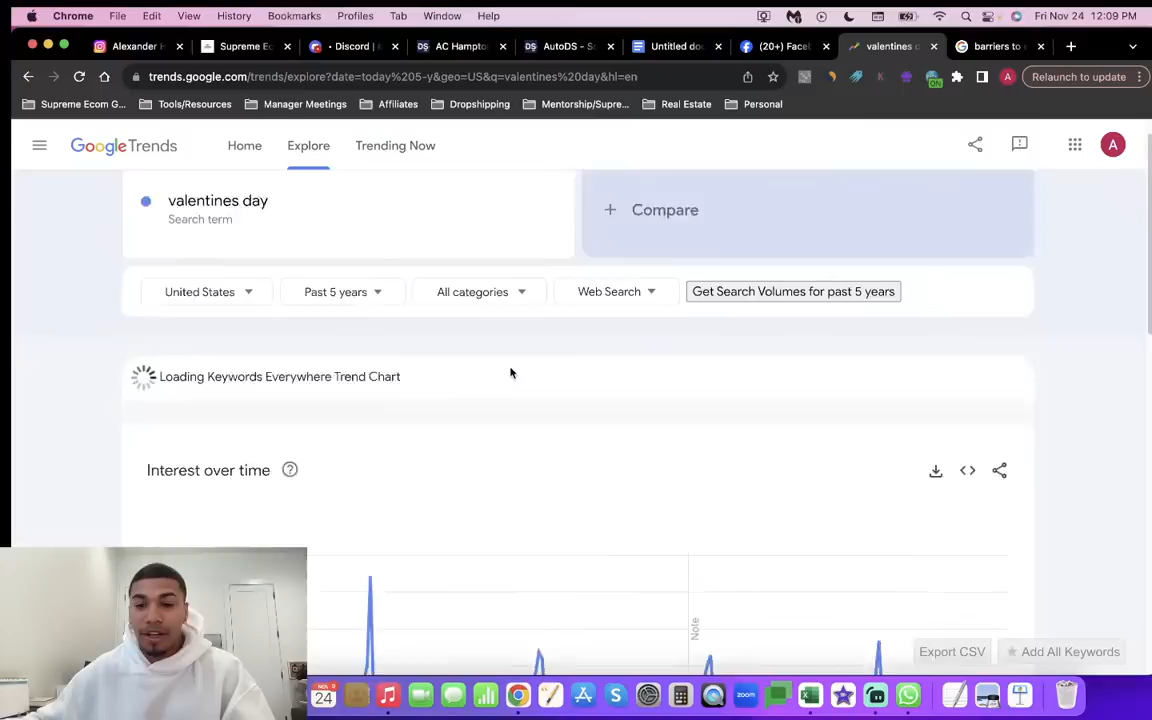 Chrome File Edit View History Bookmarks Profiles Tab Window Help Fri Nov 24 12:09 PM
Alexander H Supreme Ec Discord | AC Hampto AutoDS - S Untitled do (20+) Face valentines d barriers to
trends.google.com/trends/explore?date=today%205-y&geo=US&q=valentines%20day&hl=en ON A Relaunch to update
Supreme Ecom G... Tools/Resources Manager Meetings Affiliates Dropshipping Mentorship/Supre... Real Estate Personal
Google Trends Home Explore Trending Now A
valentines day
Search term
+ Compare
United States Past 5 years All categories Web Search Get Search Volumes for past 5 years
Loading Keywords Everywhere Trend Chart
Interest over time ?
Note
Export CSV Add All Keywords
NOV 24 zoom